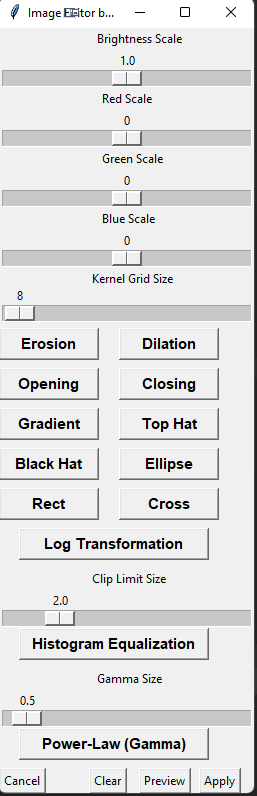 Image Editor b...
Brightness Scale
1.0
Red Scale
0
Green Scale
0
Blue Scale
0
Kernel Grid Size
8
Erosion Dilation
Opening Closing
Gradient Top Hat
Black Hat Ellipse
Rect Cross
Log Transformation
Clip Limit Size
2.0
Histogram Equalization
Gamma Size
0.5
Power-Law (Gamma)
Cancel Clear Preview Apply